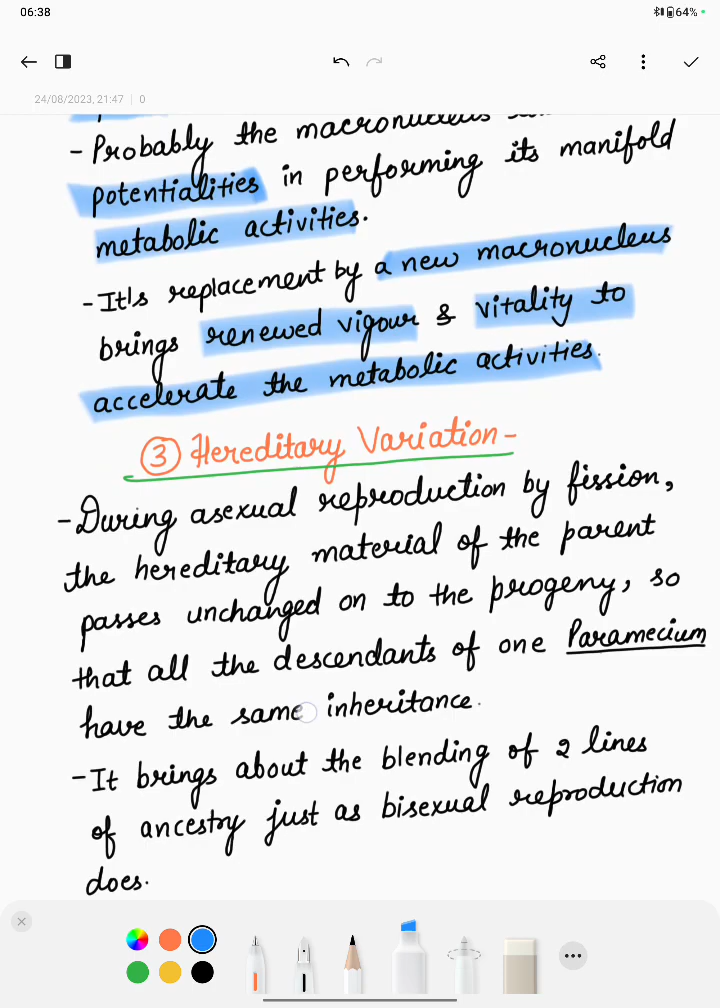 06:38
64%
24/08/2023, 21:47 | 0
- Probably the macronucleus
potentialities in performing its manifold
metabolic activities.
- It's replacement by a new macronucleus
brings renewed vigour & vitality to
accelerate the metabolic activities.
③ Hereditary Variation -
- During asexual reproduction by fission,
the hereditary material of the parent
passes unchanged on to the progeny, so
that all the descendants of one Paramecium
have the same inheritance.
- It brings about the blending of 2 lines
of ancestry just as bisexual reproduction
does.